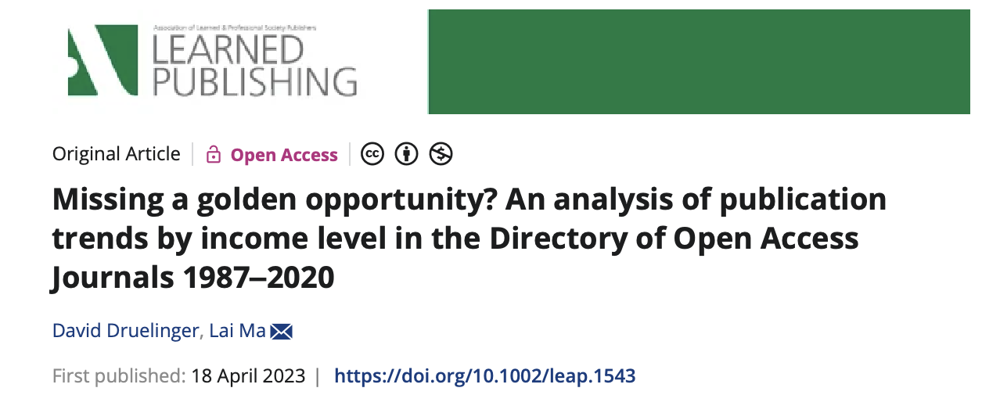 Association of Learned & Professional Society Publishers
LEARNED
PUBLISHING
Original Article | Open Access | cc
Missing a golden opportunity? An analysis of publication
trends by income level in the Directory of Open Access
Journals 1987–2020
David Druelinger, Lai Ma
First published: 18 April 2023 | https://doi.org/10.1002/leap.1543